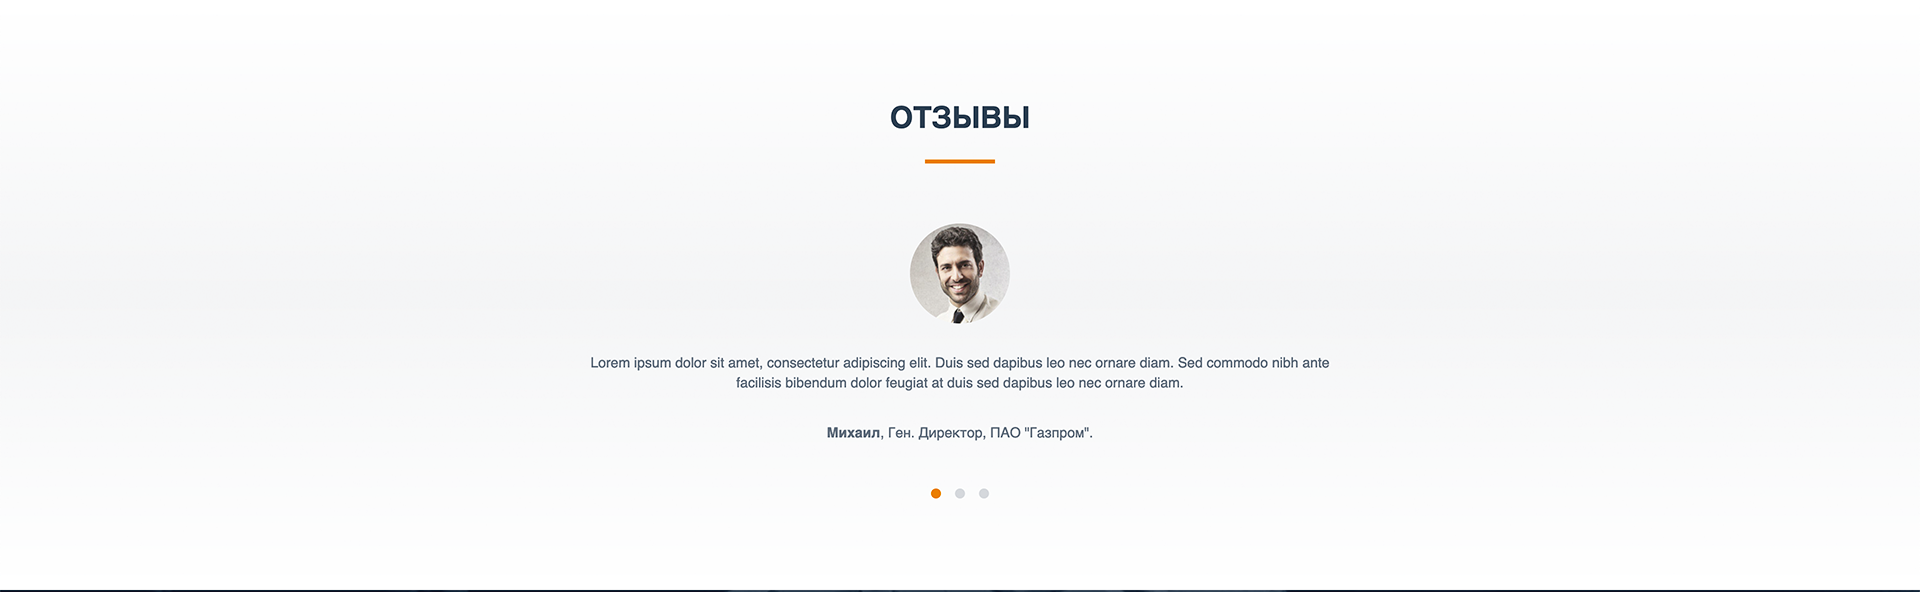 ОТЗЫВЫ
Lorem ipsum dolor sit amet, consectetur adipiscing elit. Duis sed dapibus leo nec ornare diam. Sed commodo nibh ante
facilisis bibendum dolor feugiat at duis sed dapibus leo nec ornare diam.
Михаил, Ген. Директор, ПАО "Газпром".